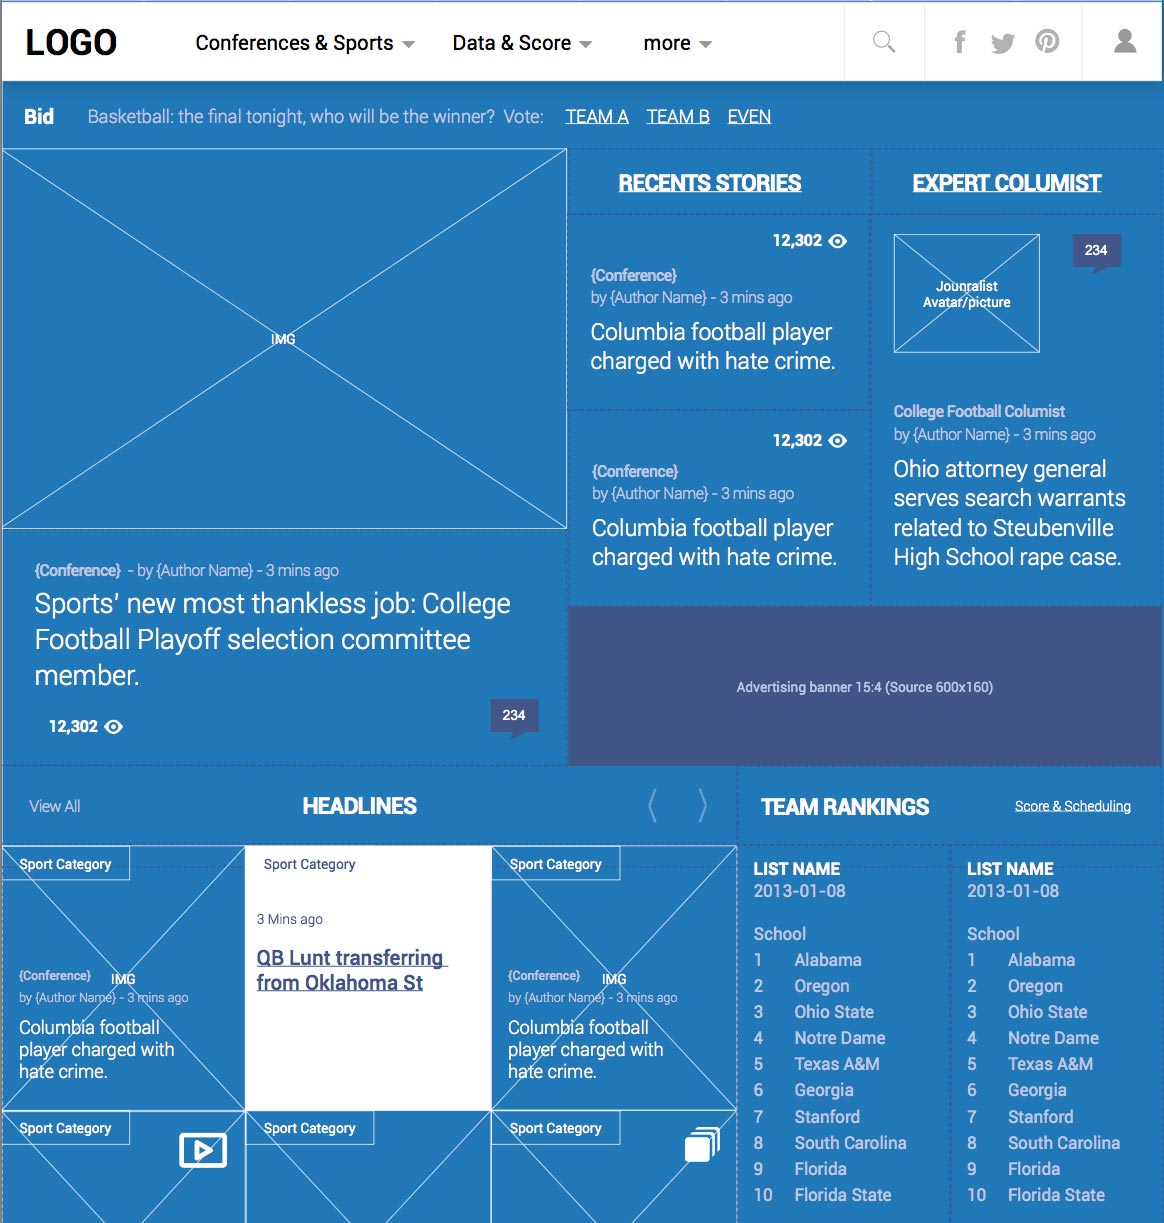 LOGO
Conferences & Sports
Data & Score
more
Bid
Basketball: the final tonight, who will be the winner? Vote:
TEAM A
TEAM B
EVEN
IMG
{Conference} - by {Author Name} - 3 mins ago
Sports' new most thankless job: College
Football Playoff selection committee
member.
12,302
234
RECENTS STORIES
12,302
{Conference}
by {Author Name} - 3 mins ago
Columbia football player
charged with hate crime.
12,302
{Conference}
by {Author Name} - 3 mins ago
Columbia football player
charged with hate crime.
EXPERT COLUMIST
Jounralist
Avatar/picture
234
College Football Columist
by {Author Name} - 3 mins ago
Ohio attorney general
serves search warrants
related to Steubenville
High School rape case.
Advertising banner 15:4 (Source 600x160)
View All
HEADLINES
Sport Category
IMG
{Conference}
by {Author Name} - 3 mins ago
Columbia football
player charged with
hate crime.
Sport Category
3 Mins ago
QB Lunt transferring
from Oklahoma St
Sport Category
IMG
{Conference}
by {Author Name} - 3 mins ago
Columbia football
player charged with
hate crime.
Sport Category
Sport Category
Sport Category
TEAM RANKINGS
Score & Scheduling
LIST NAME
2013-01-08
School
1 Alabama
2 Oregon
3 Ohio State
4 Notre Dame
5 Texas A&M
6 Georgia
7 Stanford
8 South Carolina
9 Florida
10 Florida State
LIST NAME
2013-01-08
School
1 Alabama
2 Oregon
3 Ohio State
4 Notre Dame
5 Texas A&M
6 Georgia
7 Stanford
8 South Carolina
9 Florida
10 Florida State